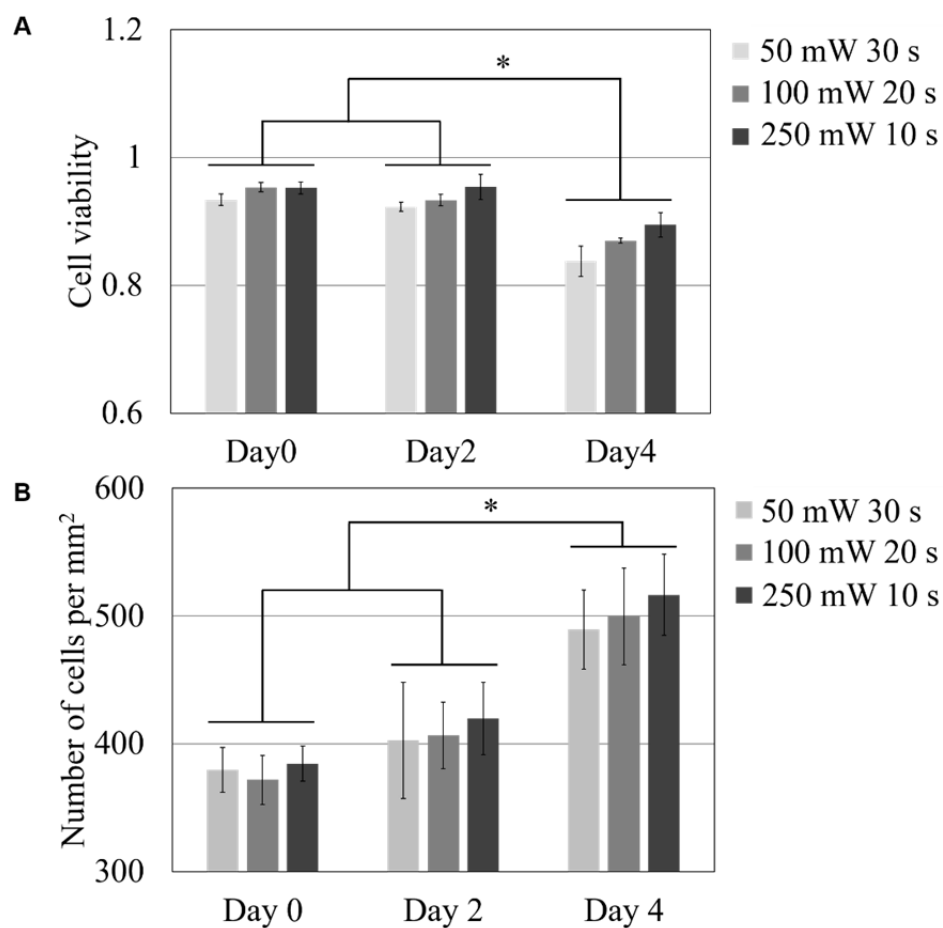 A
1.2
1
0.8
0.6
Cell viability
*
50 mW 30 s
100 mW 20 s
250 mW 10 s
Day0 Day2 Day4
B
600
500
400
300
Number of cells per mm²
*
50 mW 30 s
100 mW 20 s
250 mW 10 s
Day 0 Day 2 Day 4